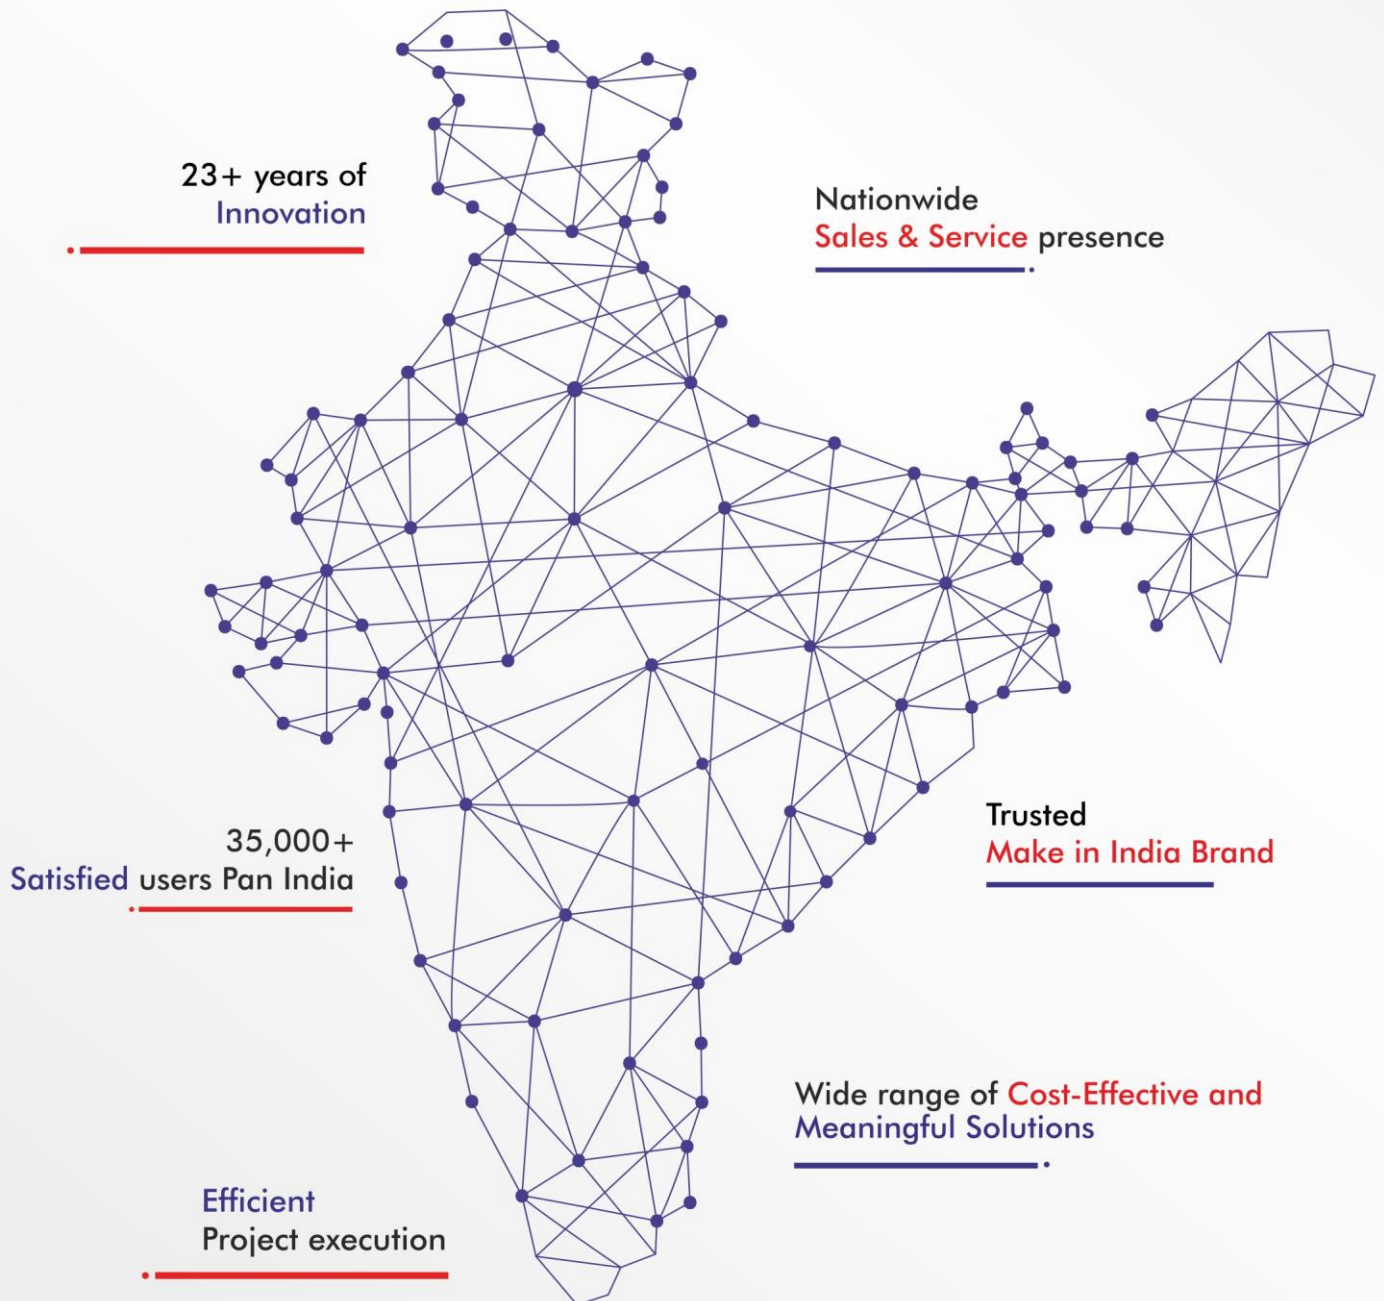 23+ years of
Innovation
Nationwide
Sales & Service presence
35,000+
Satisfied users Pan India
Trusted
Make in India Brand
Wide range of Cost-Effective and
Meaningful Solutions
Efficient
Project execution